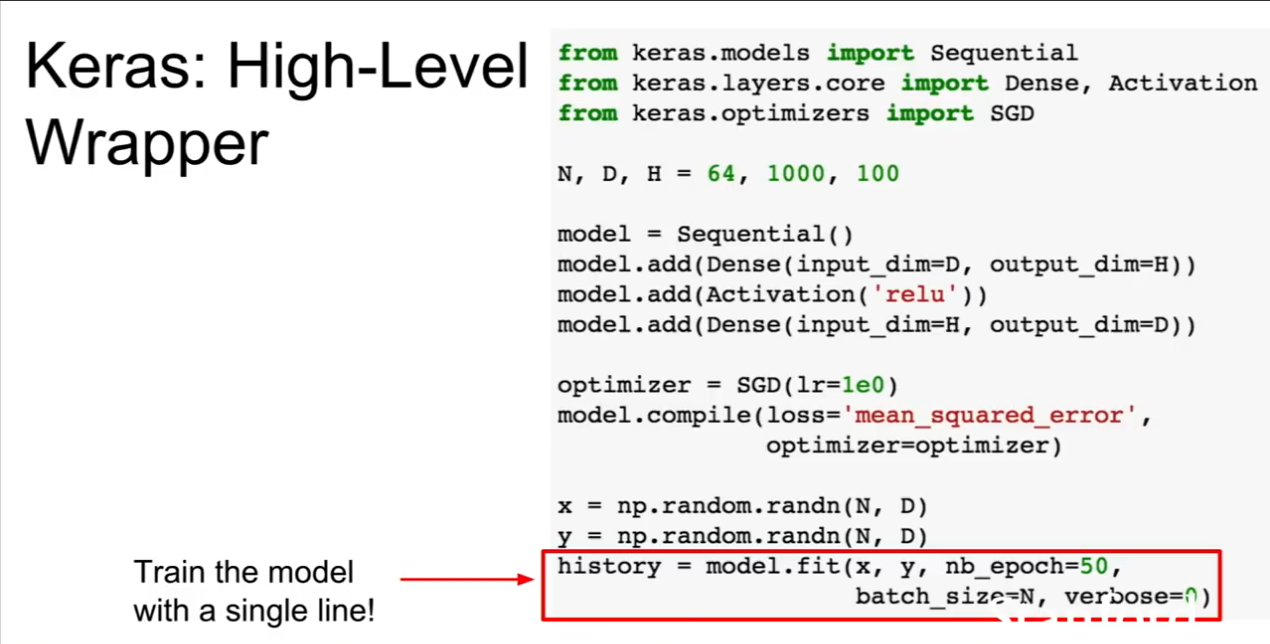 Keras: High-Level
Wrapper
from keras.models import Sequential
from keras.layers.core import Dense, Activation
from keras.optimizers import SGD
N, D, H = 64, 1000, 100
model = Sequential()
model.add(Dense(input_dim=D, output_dim=H))
model.add(Activation('relu'))
model.add(Dense(input_dim=H, output_dim=D))
optimizer = SGD(lr=1e0)
model.compile(loss='mean_squared_error',
optimizer=optimizer)
x = np.random.randn(N, D)
y = np.random.randn(N, D)
history = model.fit(x, y, nb_epoch=50,
batch_size=N, verbose=0)
Train the model
with a single line!